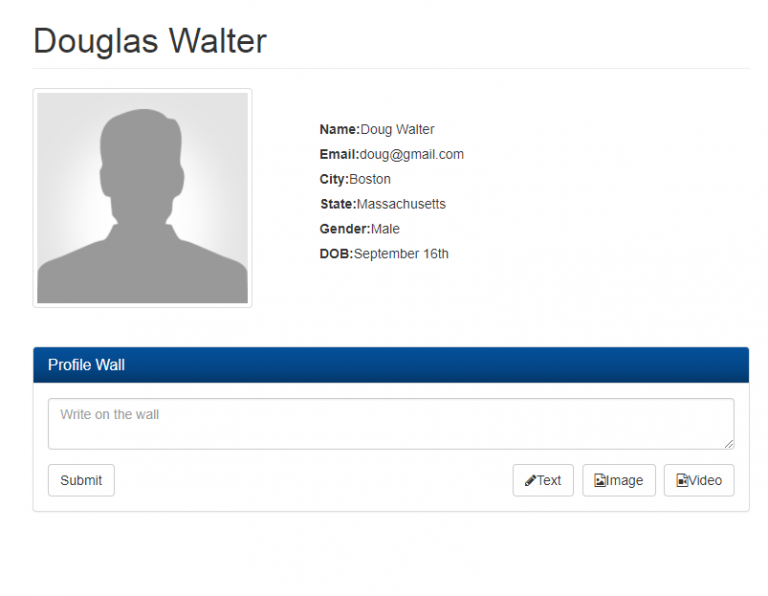 Douglas Walter
Name:Doug Walter
Email:doug@gmail.com
City:Boston
State:Massachusetts
Gender:Male
DOB:September 16th
Profile Wall
Write on the wall
Submit Text Image Video